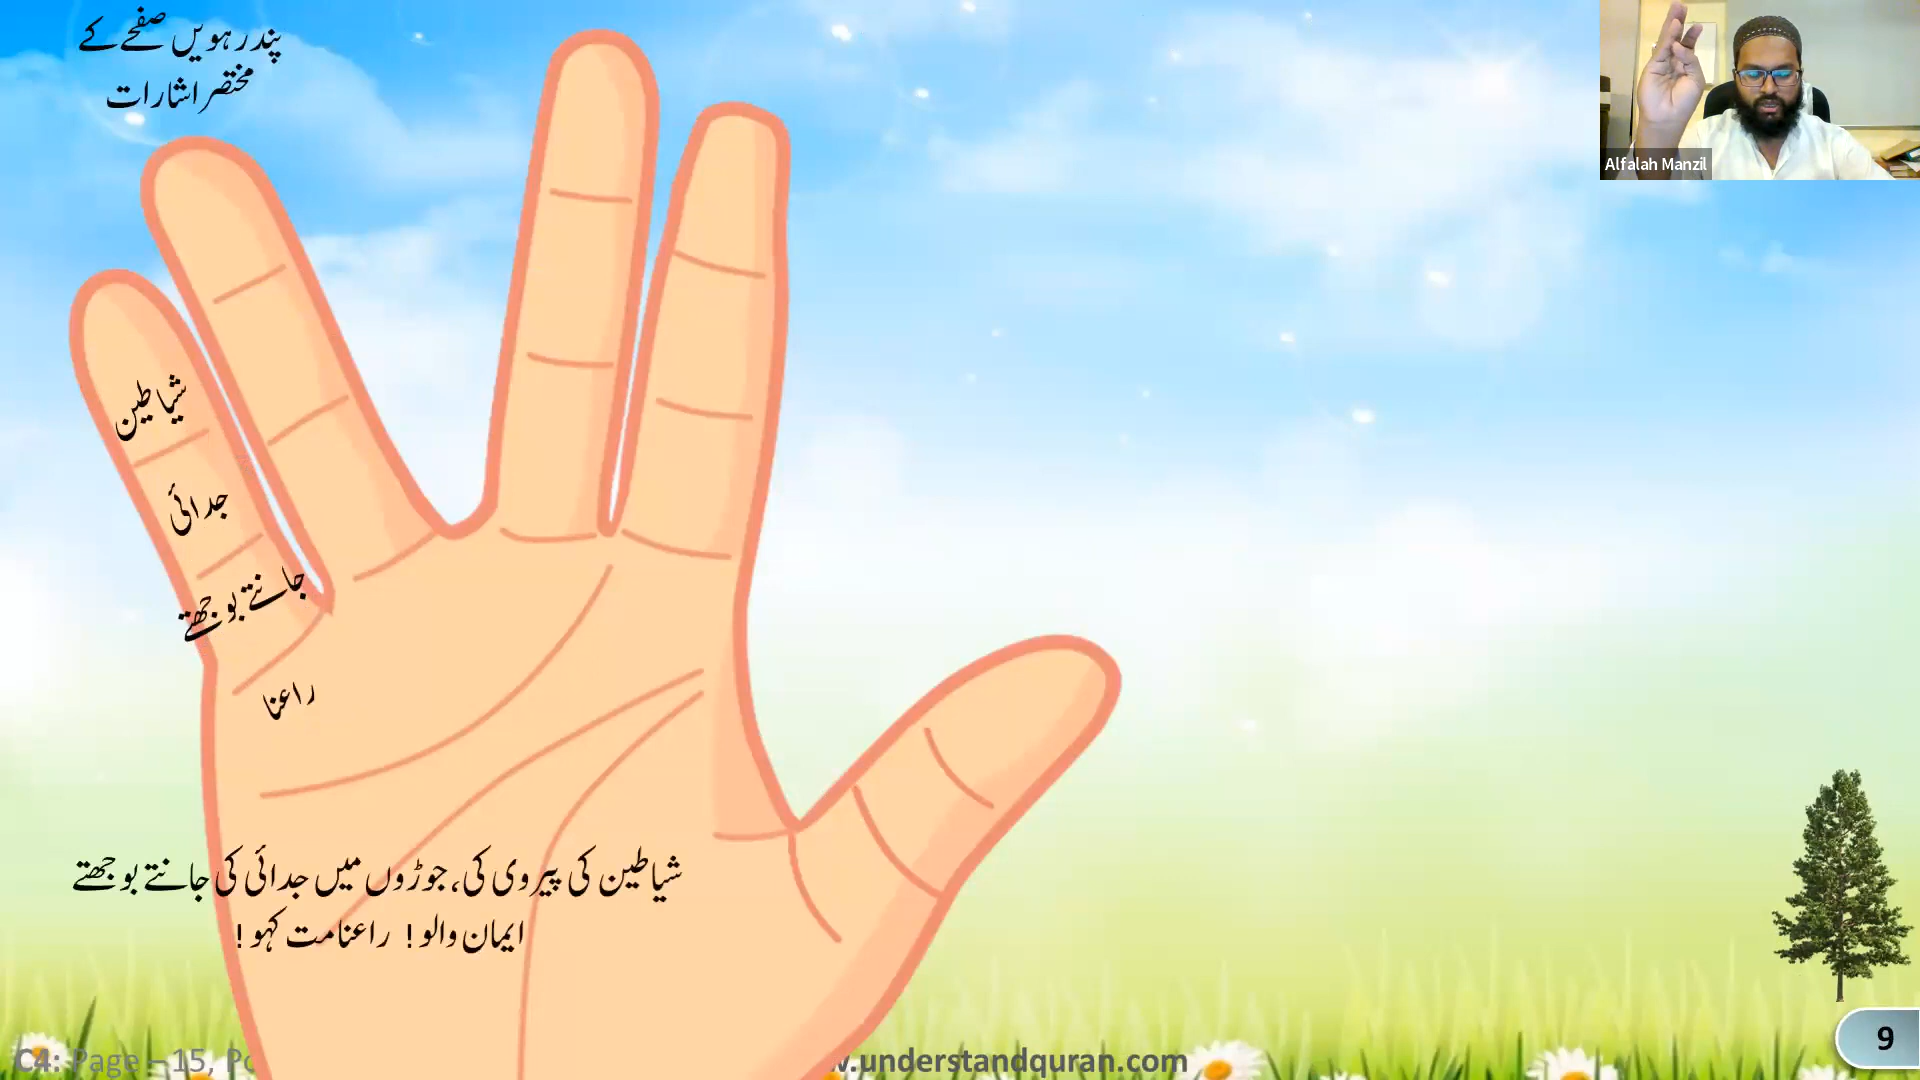 پندرہویں صفحے کے
مختصر اشارات
Alfalah Manzil
شیاطین
جدائی
جانتے بوجھتے
راعنا
شیاطین کی پیروی کی، جوڑوں میں جدائی کی جانتے بوجھتے
ایمان والو! راعنا مت کہو!
C4: Page – 15,
.understandquran.com
9